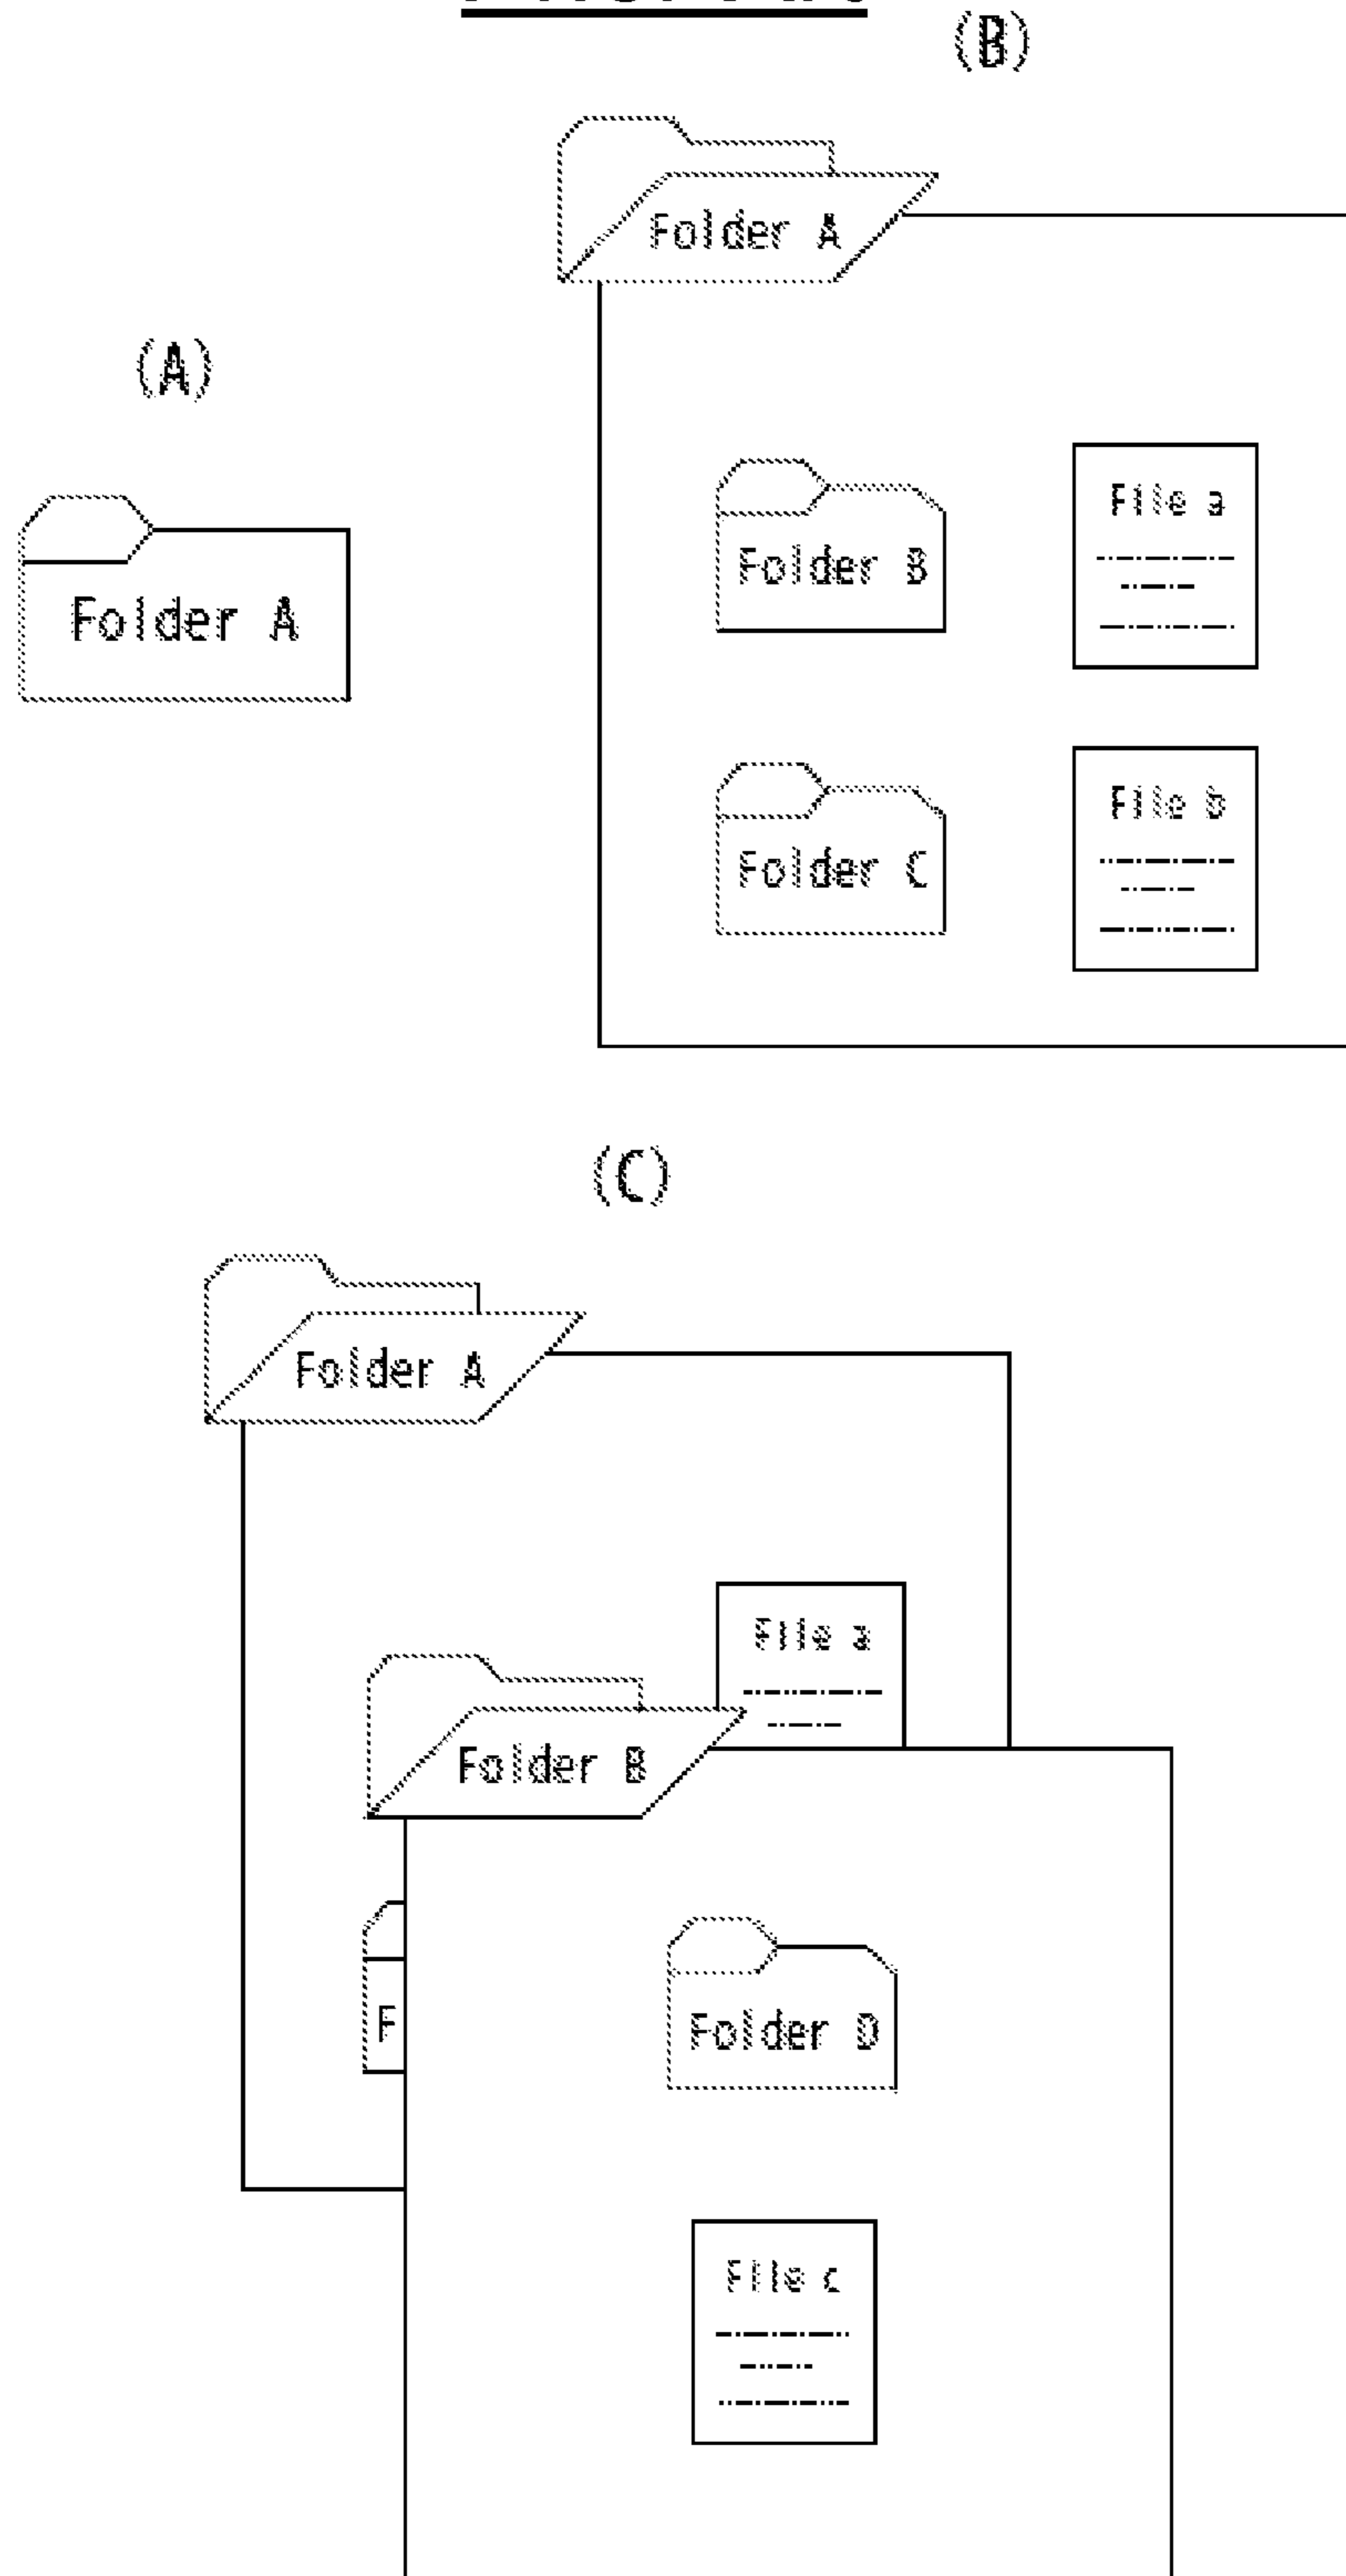 (B)
Folder A
(A)
Folder B
File a
Folder A
Folder C
File b
(C)
Folder A
File a
Folder B
F
Folder D
File c